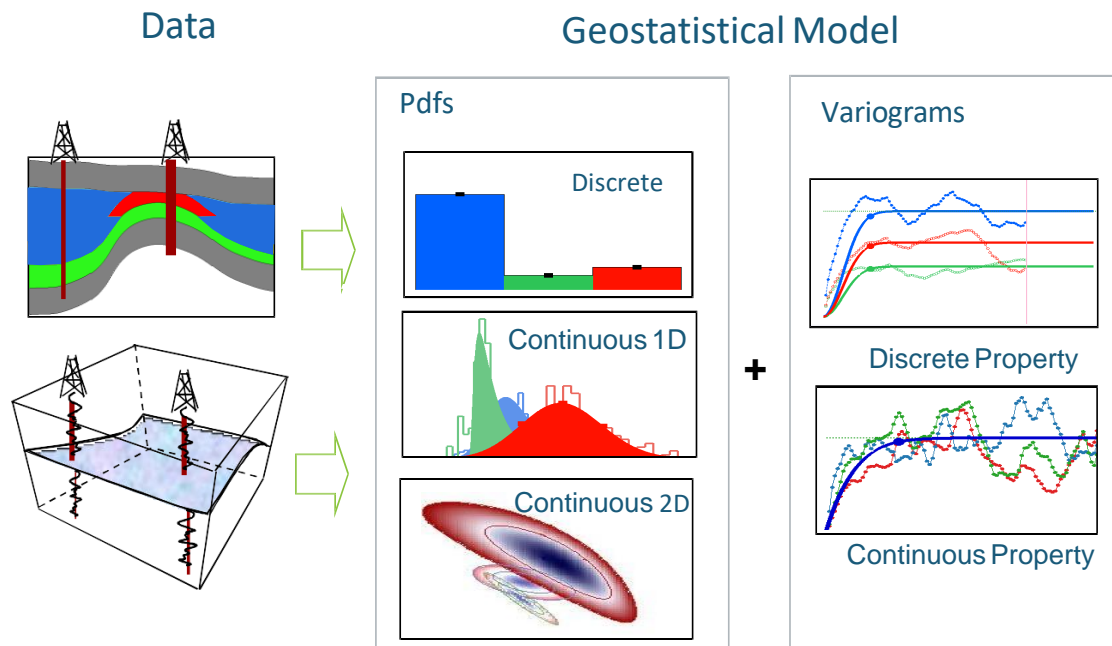 Data
Geostatistical Model
Pdfs
Discrete
Continuous 1D
Continuous 2D
+
Variograms
Discrete Property
Continuous Property